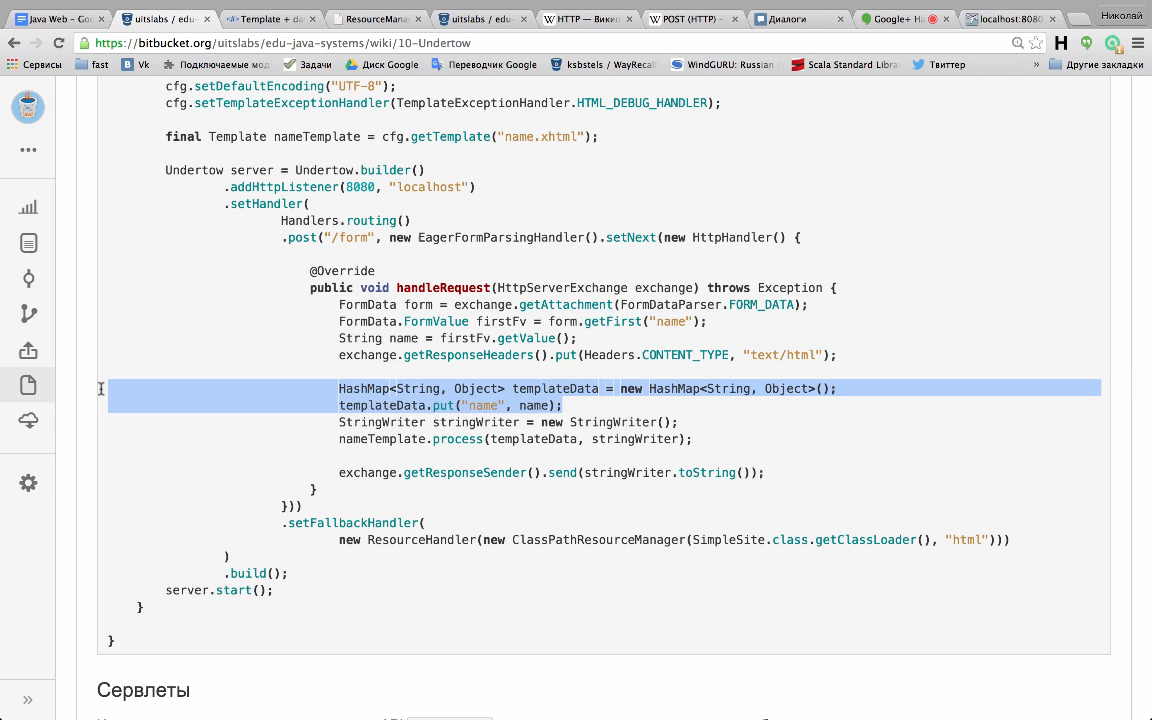 Java Web – G
uitslabs / edu-
Template + da
ResourceMana
uitslabs / edu-
HTTP — Викип
POST (HTTP) –
Диалоги
Google+ Ha
localhost:8080
Николай
https://bitbucket.org/uitslabs/edu-java-systems/wiki/10-Undertow
Сервисы
fast
Vk
Подключаемые мод
Задачи
Диск Google
Переводчик Google
ksbstels / WayRecall
WindGURU: Russian
Scala Standard Libra
Твиттер
»
Другие закладки
cfg.setDefaultEncoding("UTF-8");
cfg.setTemplateExceptionHandler(TemplateExceptionHandler.HTML_DEBUG_HANDLER);
final Template nameTemplate = cfg.getTemplate("name.xhtml");
Undertow server = Undertow.builder()
.addHttpListener(8080, "localhost")
.setHandler(
Handlers.routing()
.post("/form", new EagerFormParsingHandler().setNext(new HttpHandler() {
@Override
public void handleRequest(HttpServerExchange exchange) throws Exception {
FormData form = exchange.getAttachment(FormDataParser.FORM_DATA);
FormData.FormValue firstFv = form.getFirst("name");
String name = firstFv.getValue();
exchange.getResponseHeaders().put(Headers.CONTENT_TYPE, "text/html");
HashMap<String, Object> templateData = new HashMap<String, Object>();
templateData.put("name", name);
StringWriter stringWriter = new StringWriter();
nameTemplate.process(templateData, stringWriter);
exchange.getResponseSender().send(stringWriter.toString());
}
}))
.setFallbackHandler(
new ResourceHandler(new ClassPathResourceManager(SimpleSite.class.getClassLoader(), "html")))
)
.build();
server.start();
}
}
Сервлеты